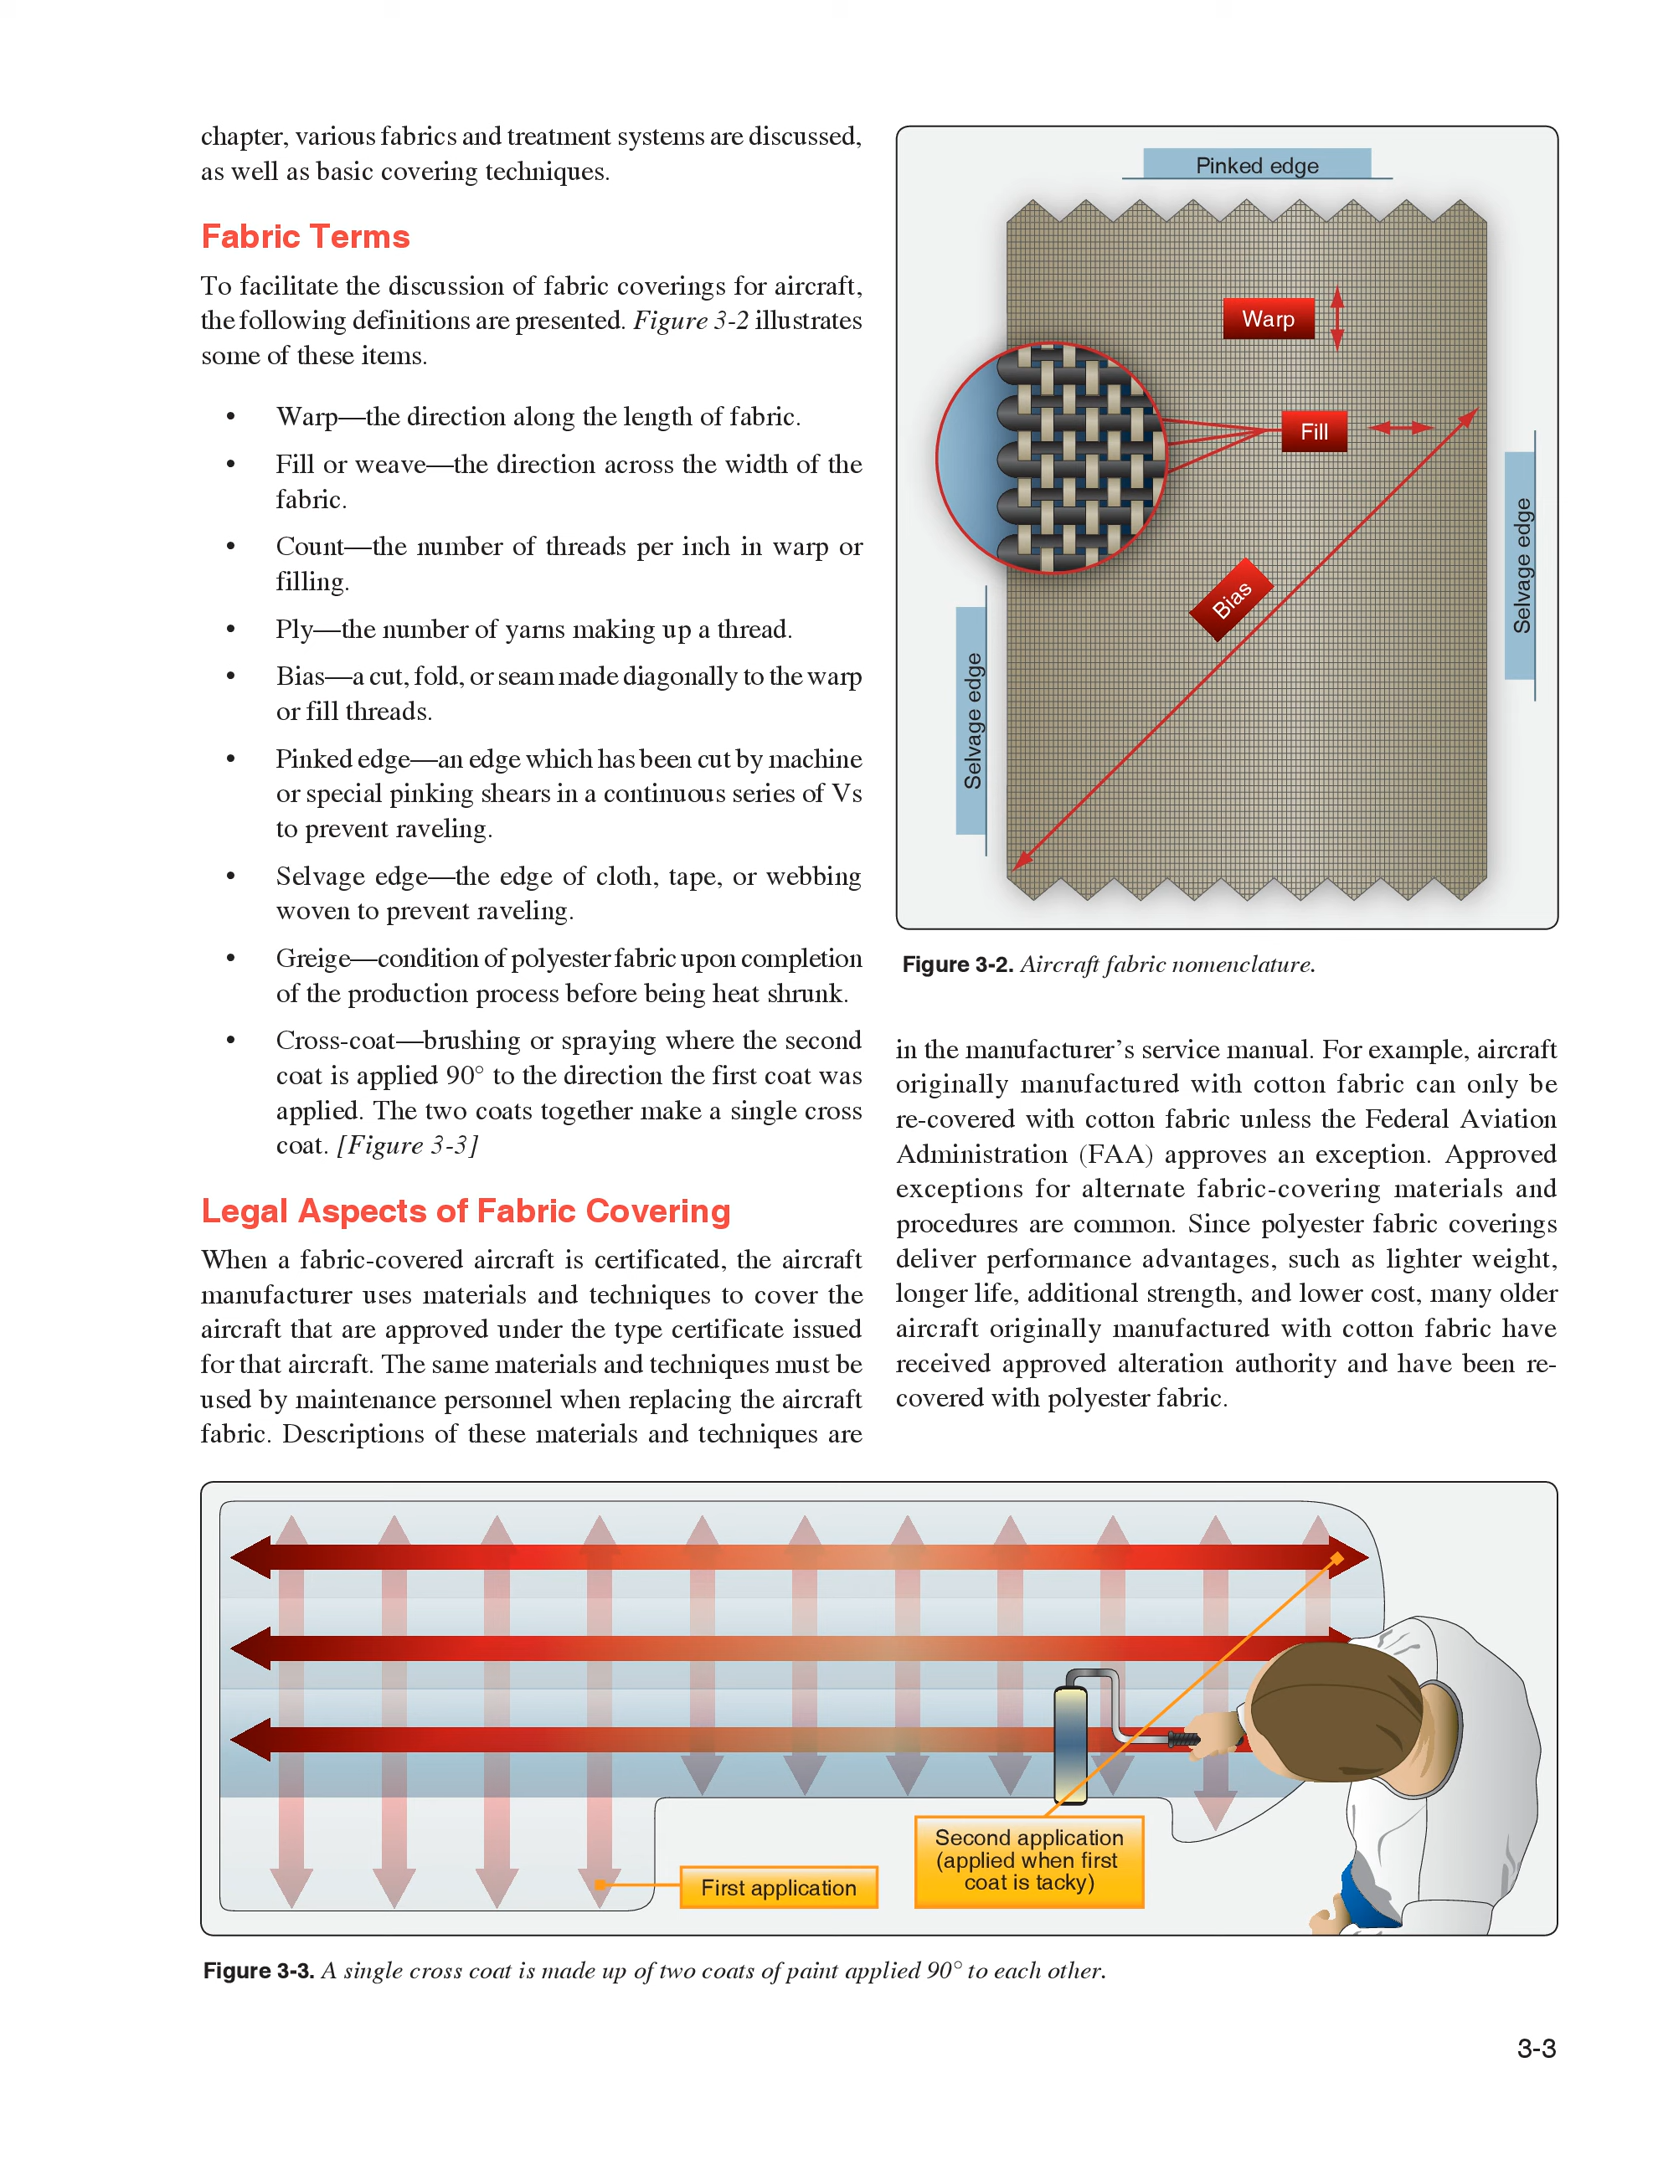 chapter, various fabrics and treatment systems are discussed,
as well as basic covering techniques.
Fabric Terms
To facilitate the discussion of fabric coverings for aircraft,
the following definitions are presented. Figure 3-2 illustrates
some of these items.
• Warp—the direction along the length of fabric.
• Fill or weave—the direction across the width of the
fabric.
• Count—the number of threads per inch in warp or
filling.
• Ply—the number of yarns making up a thread.
• Bias—a cut, fold, or seam made diagonally to the warp
or fill threads.
• Pinked edge—an edge which has been cut by machine
or special pinking shears in a continuous series of Vs
to prevent raveling.
• Selvage edge—the edge of cloth, tape, or webbing
woven to prevent raveling.
• Greige—condition of polyester fabric upon completion
of the production process before being heat shrunk.
• Cross-coat—brushing or spraying where the second
coat is applied 90° to the direction the first coat was
applied. The two coats together make a single cross
coat. [Figure 3-3]
Legal Aspects of Fabric Covering
When a fabric-covered aircraft is certificated, the aircraft
manufacturer uses materials and techniques to cover the
aircraft that are approved under the type certificate issued
for that aircraft. The same materials and techniques must be
used by maintenance personnel when replacing the aircraft
fabric. Descriptions of these materials and techniques are
Pinked edge
Warp
Fill
Bias
Selvage edge
Selvage edge
Figure 3-2. Aircraft fabric nomenclature.
in the manufacturer’s service manual. For example, aircraft
originally manufactured with cotton fabric can only be
re-covered with cotton fabric unless the Federal Aviation
Administration (FAA) approves an exception. Approved
exceptions for alternate fabric-covering materials and
procedures are common. Since polyester fabric coverings
deliver performance advantages, such as lighter weight,
longer life, additional strength, and lower cost, many older
aircraft originally manufactured with cotton fabric have
received approved alteration authority and have been re-
covered with polyester fabric.
First application
Second application
(applied when first
coat is tacky)
Figure 3-3. A single cross coat is made up of two coats of paint applied 90° to each other.
3-3